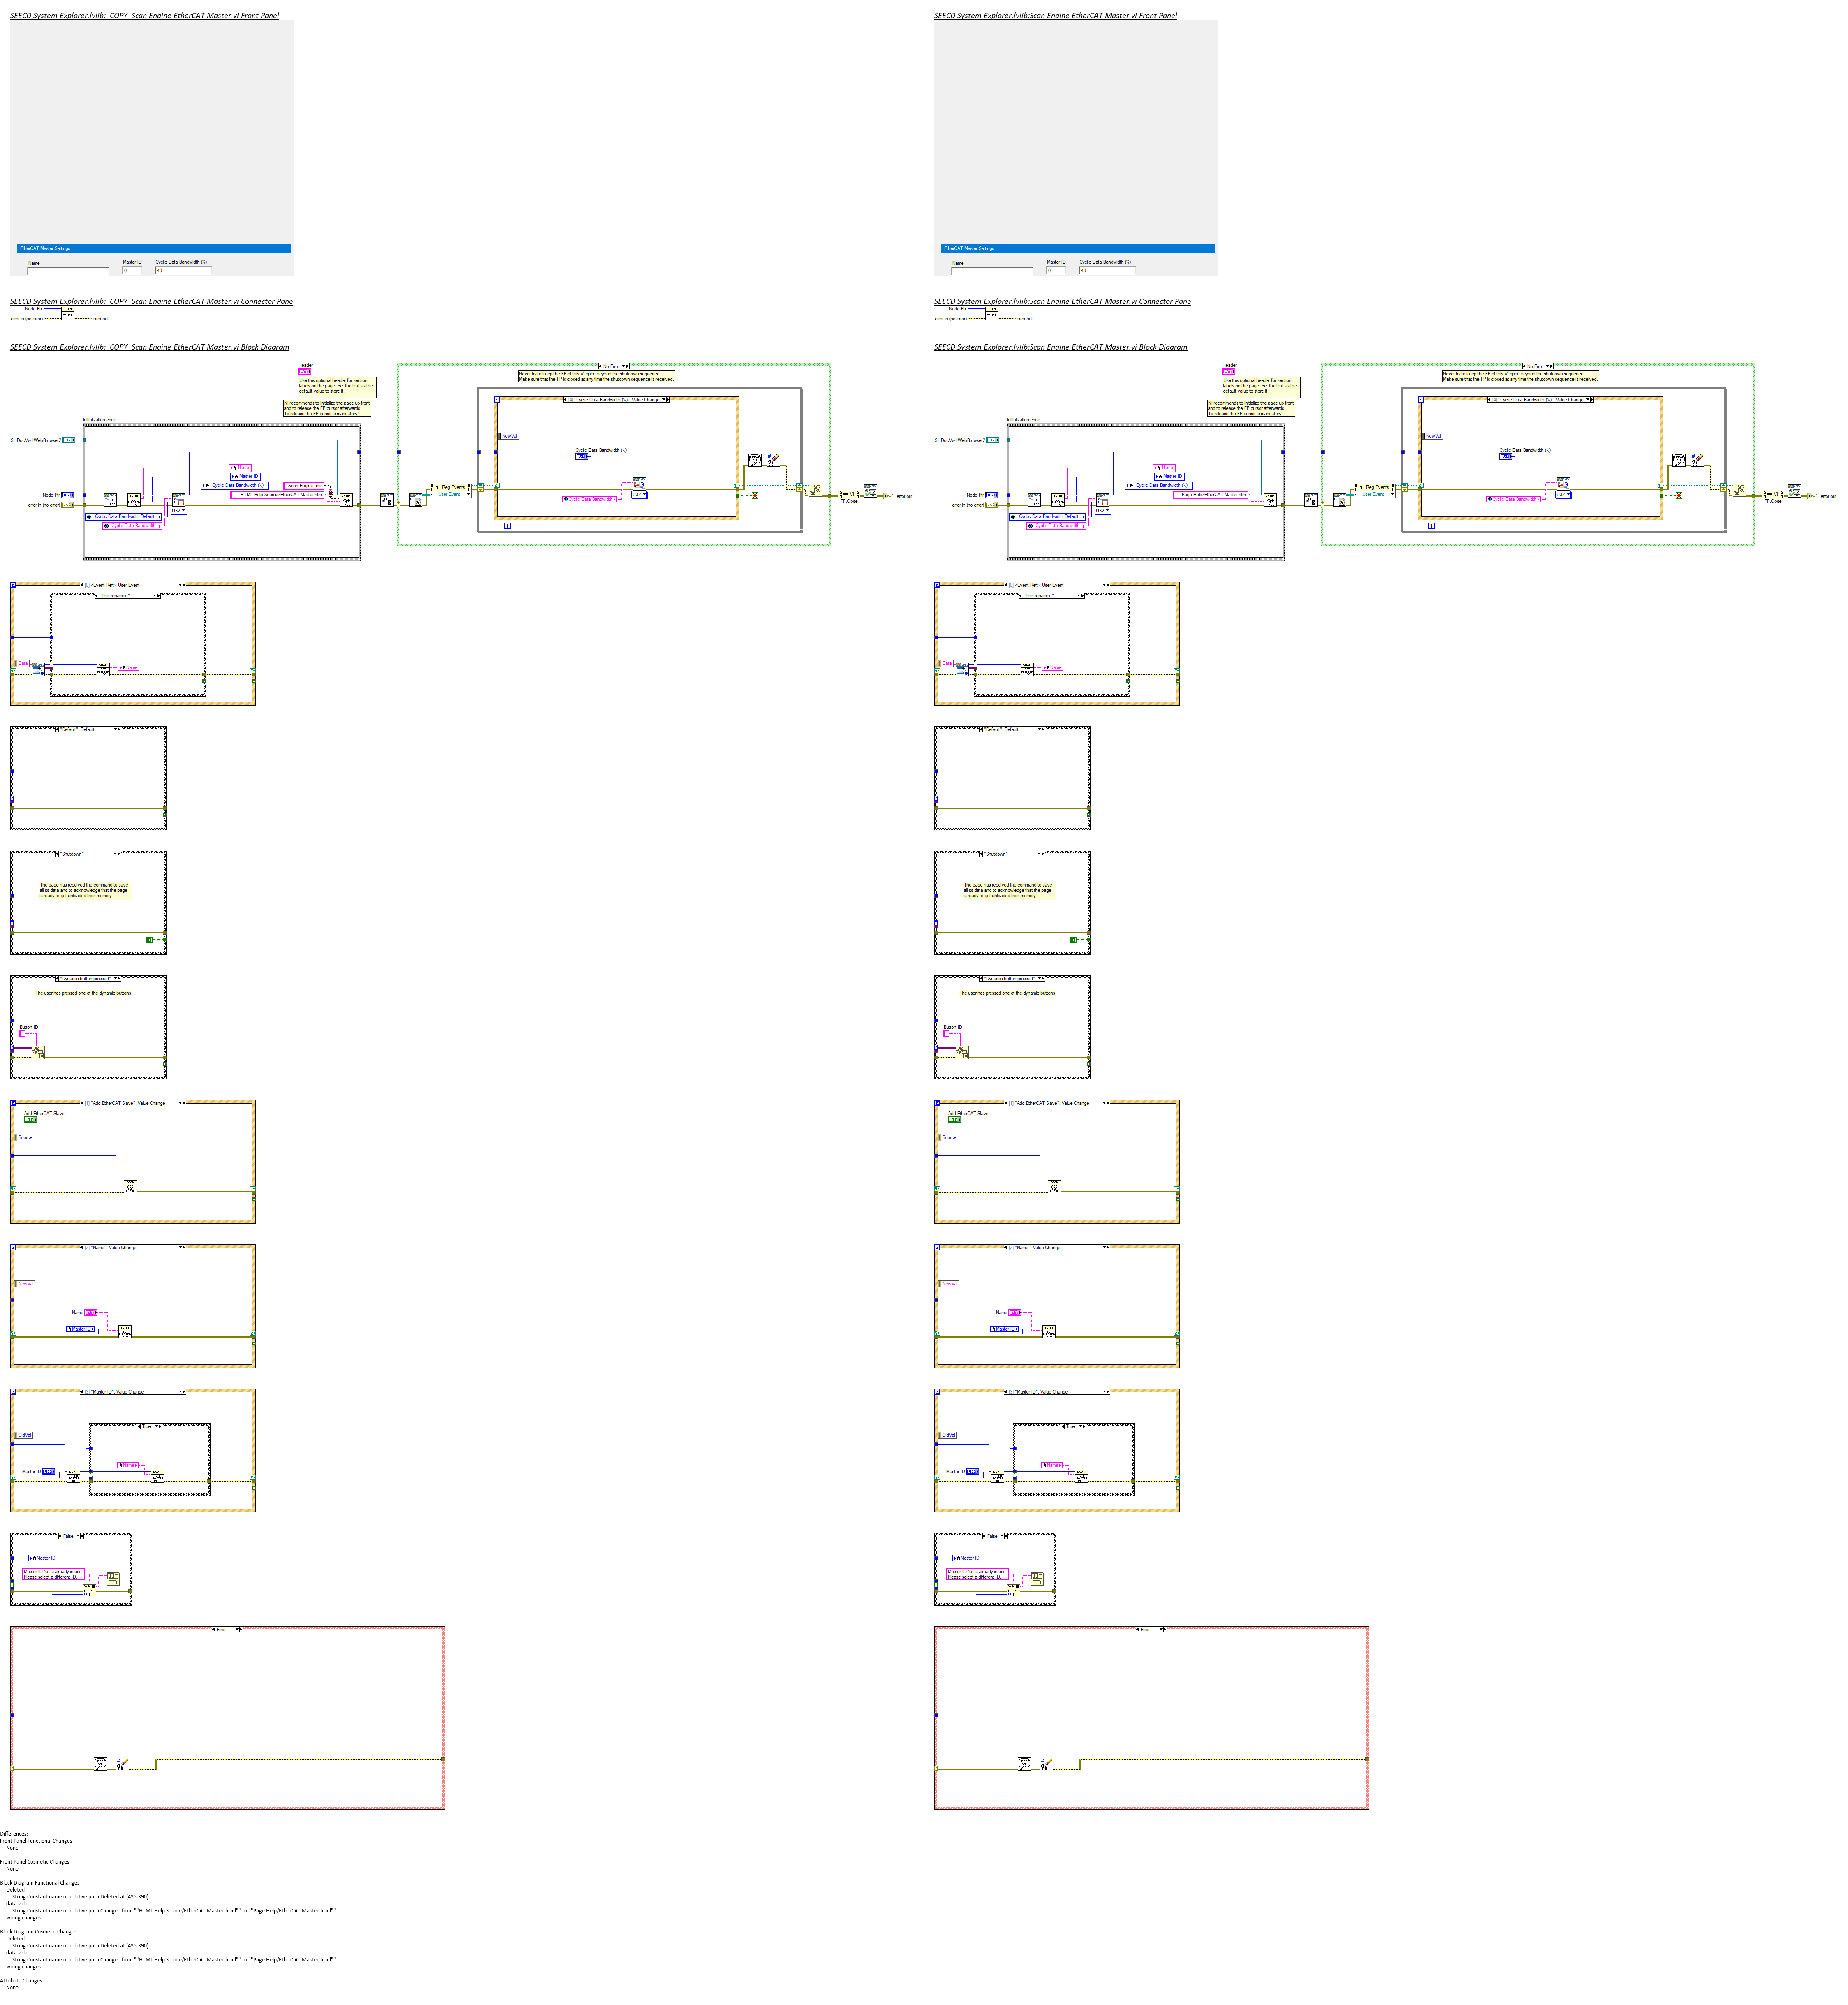 SEECD System Explorer.lvlib:_COPY_Scan Engine EtherCAT Master.vi Front Panel
EtherCAT Master Settings
Name
Master ID
Cyclic Data Bandwidth (%)
0
40
SEECD System Explorer.lvlib:_COPY_Scan Engine EtherCAT Master.vi Connector Pane
Node Ptr
error in (no error)
error out
SEECD System Explorer.lvlib:_COPY_Scan Engine EtherCAT Master.vi Block Diagram
Header
Use this optional header for section
labels on the page. Set the text as the
default value to store it.
NI recommends to initialize the page up front
and to release the FP cursor afterwards.
To release the FP cursor is mandatory!
Initialization code
SHDocVw.IWebBrowser2
Name
Master ID
Cyclic Data Bandwidth (%)
Scan Engine.chm
HTML Help Source/EtherCAT Master.html
Node Ptr
error in (no error)
U32
Cyclic Data Bandwidth Default
Cyclic Data Bandwidth
No Error
Never try to keep the FP of this VI open beyond the shutdown sequence.
Make sure that the FP is closed at any time the shutdown sequence is received
[4] "Cyclic Data Bandwidth (%)": Value Change
NewVal
Cyclic Data Bandwidth (%)
U32
Cyclic Data Bandwidth
Reg Events
User Event
VI
FP.Close
error out
[0] <Event Ref>: User Event
"Item renamed"
Data
Name
"Default", Default
"Shutdown"
The page has received the command to save
all its data and to acknowledge that the page
is ready to get unloaded from memory.
"Dynamic button pressed"
The user has pressed one of the dynamic buttons
Button ID
[1] "Add EtherCAT Slave": Value Change
Add EtherCAT Slave
Source
[2] "Name": Value Change
NewVal
Name
Master ID
[3] "Master ID": Value Change
True
OldVal
Name
Master ID
False
Master ID
Master ID %d is already in use.
Please select a different ID.
Error
SEECD System Explorer.lvlib:Scan Engine EtherCAT Master.vi Front Panel
EtherCAT Master Settings
Name
Master ID
Cyclic Data Bandwidth (%)
0
40
SEECD System Explorer.lvlib:Scan Engine EtherCAT Master.vi Connector Pane
Node Ptr
error in (no error)
error out
SEECD System Explorer.lvlib:Scan Engine EtherCAT Master.vi Block Diagram
Header
Use this optional header for section
labels on the page. Set the text as the
default value to store it.
NI recommends to initialize the page up front
and to release the FP cursor afterwards.
To release the FP cursor is mandatory!
Initialization code
SHDocVw.IWebBrowser2
Name
Master ID
Cyclic Data Bandwidth (%)
Page Help/EtherCAT Master.html
Node Ptr
error in (no error)
U32
Cyclic Data Bandwidth Default
Cyclic Data Bandwidth
No Error
Never try to keep the FP of this VI open beyond the shutdown sequence.
Make sure that the FP is closed at any time the shutdown sequence is received
[4] "Cyclic Data Bandwidth (%)": Value Change
NewVal
Cyclic Data Bandwidth (%)
U32
Cyclic Data Bandwidth
Reg Events
User Event
VI
FP.Close
error out
[0] <Event Ref>: User Event
"Item renamed"
Data
Name
"Default", Default
"Shutdown"
The page has received the command to save
all its data and to acknowledge that the page
is ready to get unloaded from memory.
"Dynamic button pressed"
The user has pressed one of the dynamic buttons
Button ID
[1] "Add EtherCAT Slave": Value Change
Add EtherCAT Slave
Source
[2] "Name": Value Change
NewVal
Name
Master ID
[3] "Master ID": Value Change
True
OldVal
Name
Master ID
False
Master ID
Master ID %d is already in use.
Please select a different ID.
Error
Differences:
Front Panel Functional Changes
None
Front Panel Cosmetic Changes
None
Block Diagram Functional Changes
Deleted
String Constant name or relative path Deleted at (435,390)
data value
String Constant name or relative path Changed from ""HTML Help Source/EtherCAT Master.html"" to ""Page Help/EtherCAT Master.html"".
wiring changes
Block Diagram Cosmetic Changes
Deleted
String Constant name or relative path Deleted at (435,390)
data value
String Constant name or relative path Changed from ""HTML Help Source/EtherCAT Master.html"" to ""Page Help/EtherCAT Master.html"".
wiring changes
Attribute Changes
None